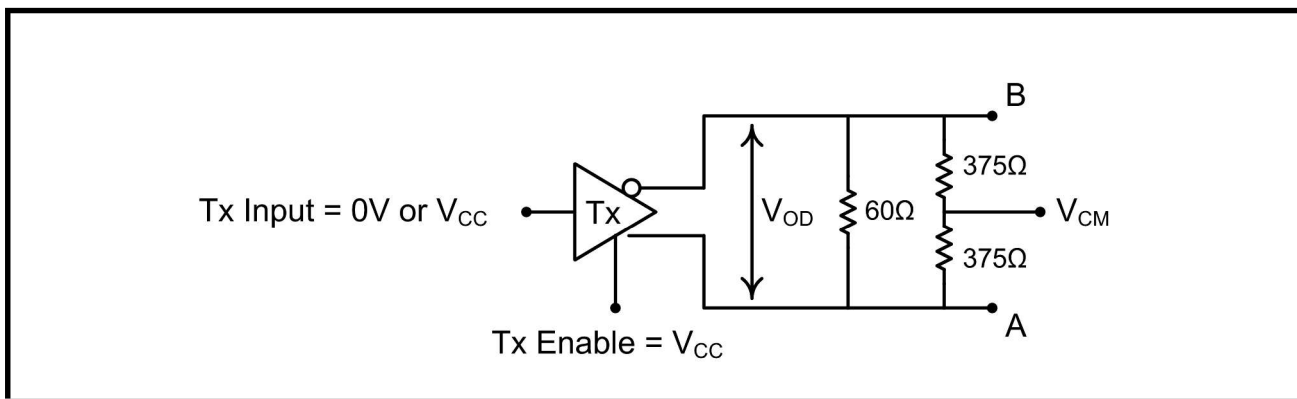 B
375Ω
Tx Input = 0V or VCC
Tx
VOD
60Ω
VCM
375Ω
A
Tx Enable = VCC